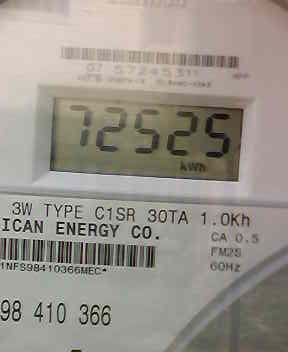 07 57245311
72525
kWh
3W TYPE C1SR 30TA 1.0Kh
ICAN ENERGY CO.
CA 0.5
FM2S
60Hz
1NFS98410366MEC*
98 410 366